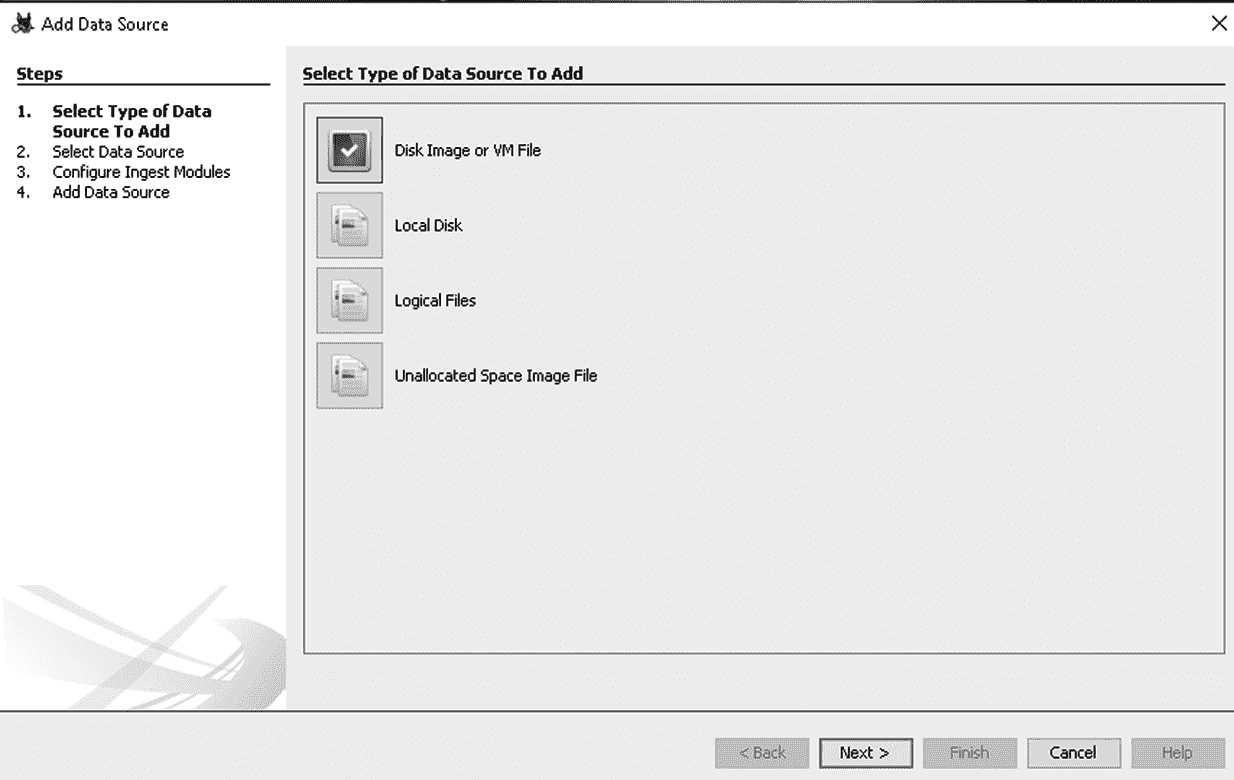 Add Data Source
Steps
1. Select Type of Data
Source To Add
2. Select Data Source
3. Configure Ingest Modules
4. Add Data Source
Select Type of Data Source To Add
Disk Image or VM File
Local Disk
Logical Files
Unallocated Space Image File
< Back
Next >
Finish
Cancel
Help